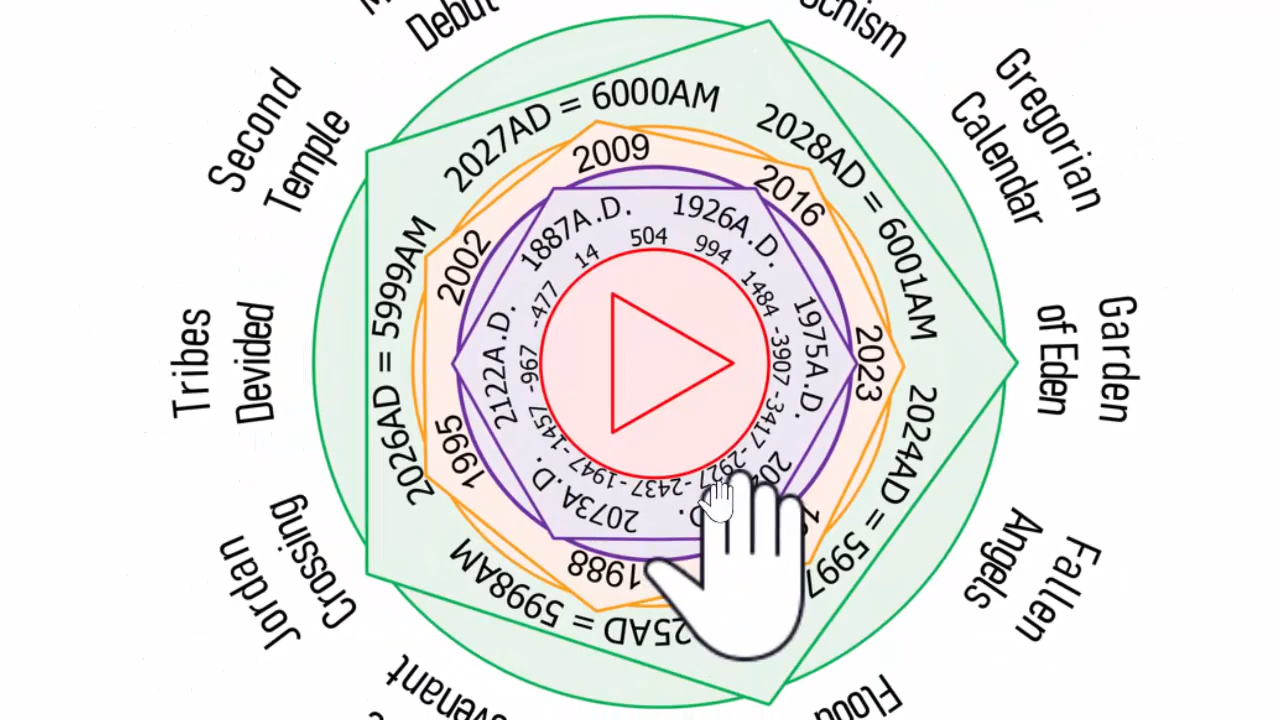 Debut
Gregorian
Calendar
Garden
of Eden
Fallen
Angels
Crossing
Jordan
Tribes
Devided
Second
Temple
2027AD = 6000AM
2028AD = 6001AM
2024AD = 5997
= 5998AM
2026AD = 5999AM
2009
2016
2023
1988
1995
2002
1887A.D.
1926A.D.
1975A.D.
2073A.D.
2122A.D.
14
504
994
1484
-3907
-3417
-2927
-2437
-1947
-1457
-967
-477